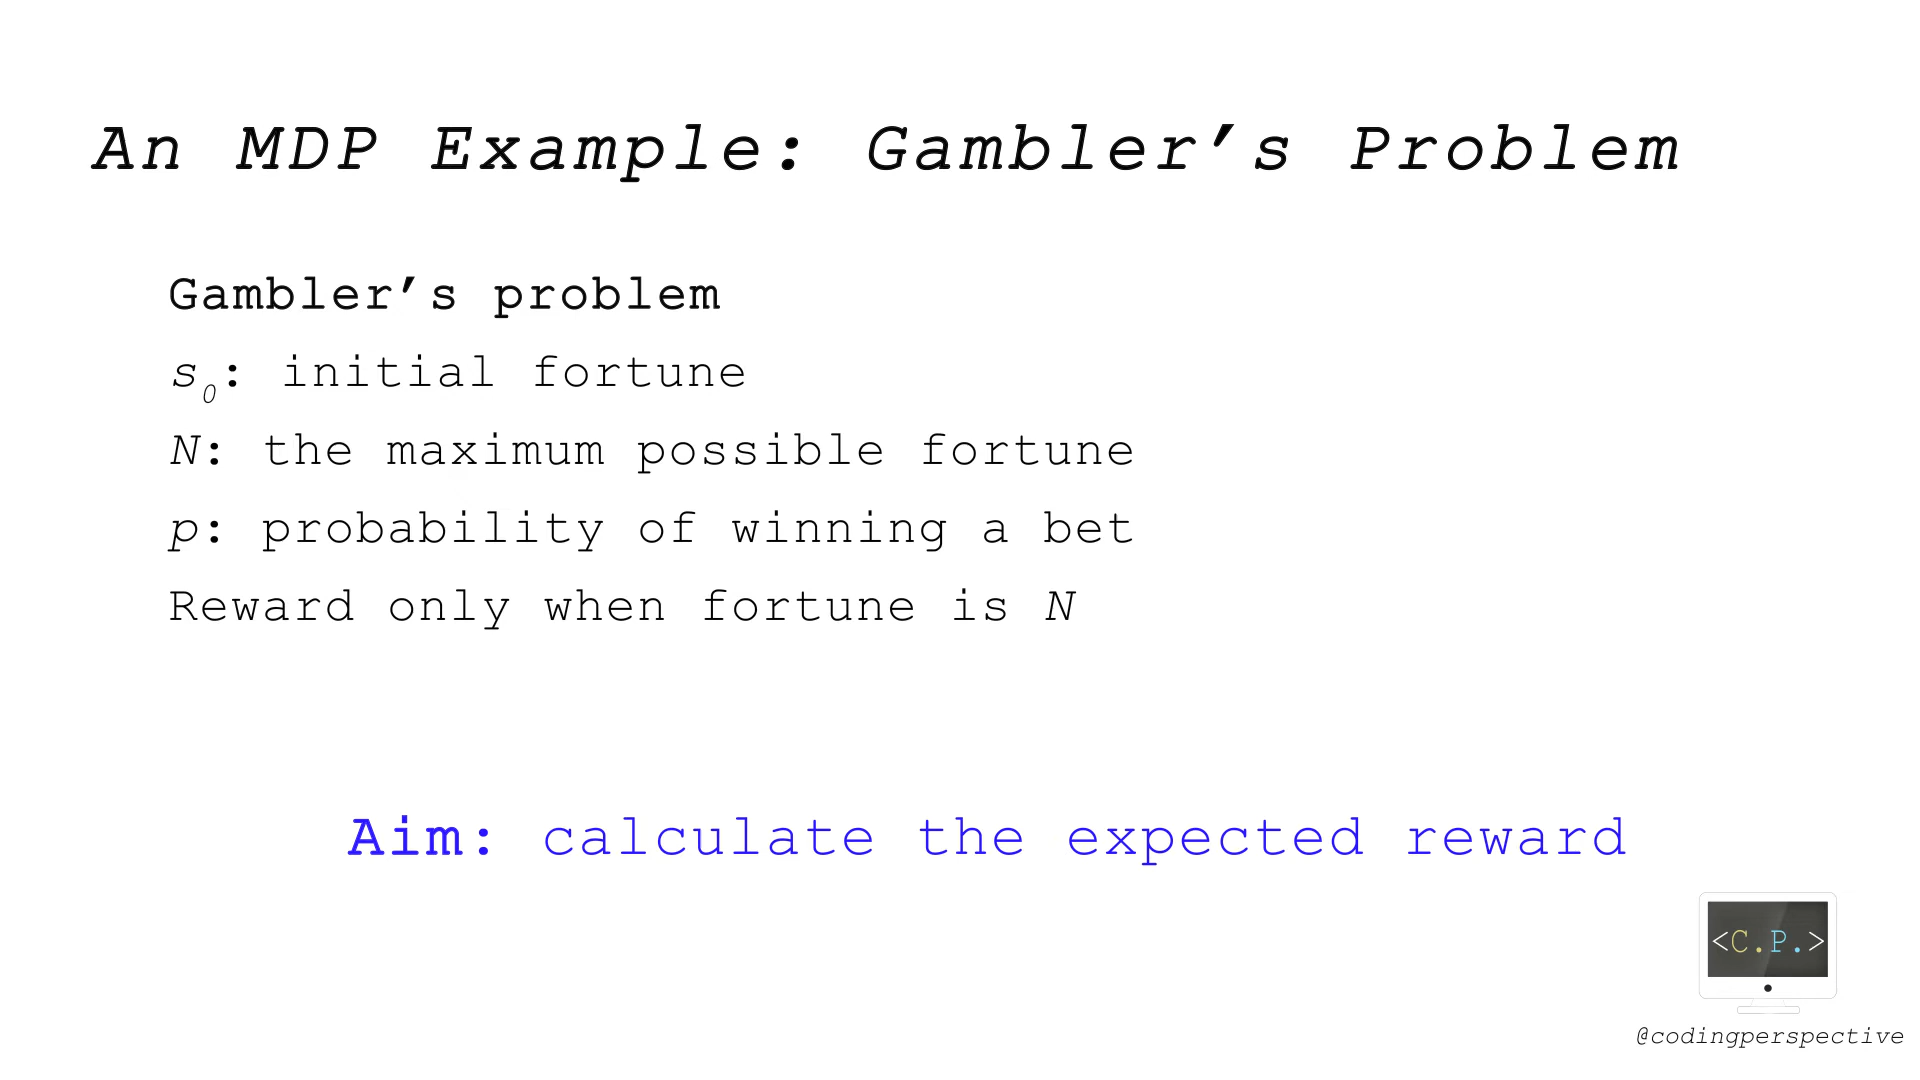 An MDP Example: Gambler’s Problem
Gambler’s problem
s0: initial fortune
N: the maximum possible fortune
p: probability of winning a bet
Reward only when fortune is N
Aim: calculate the expected reward
<C.P.>
@codingperspective